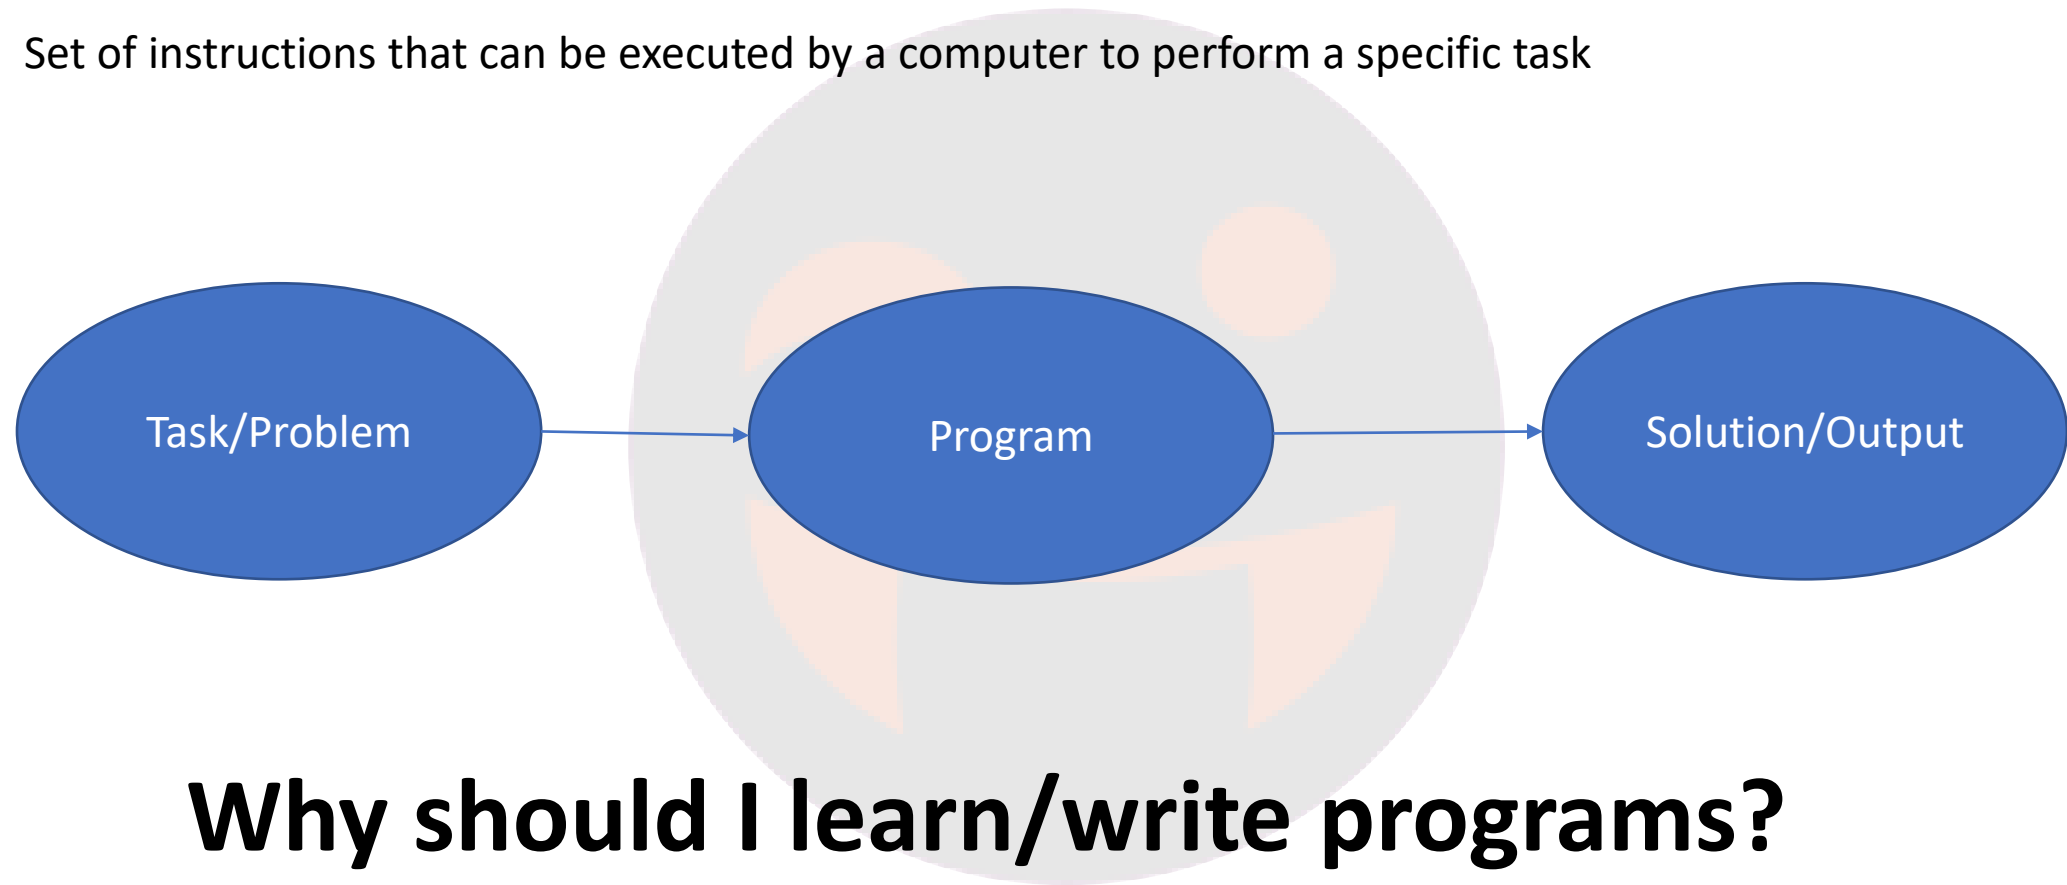 Set of instructions that can be executed by a computer to perform a specific task
Task/Problem
Program
Solution/Output
Why should I learn/write programs?